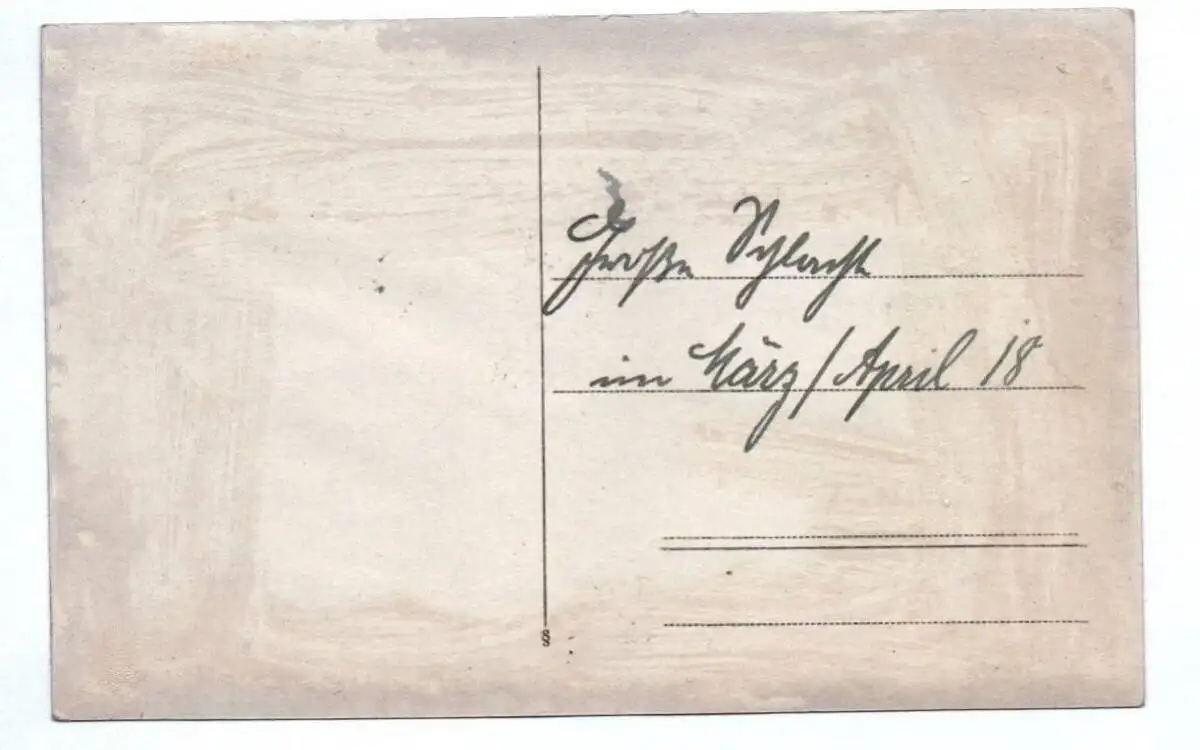 Große Schlacht
im März/April 18
§